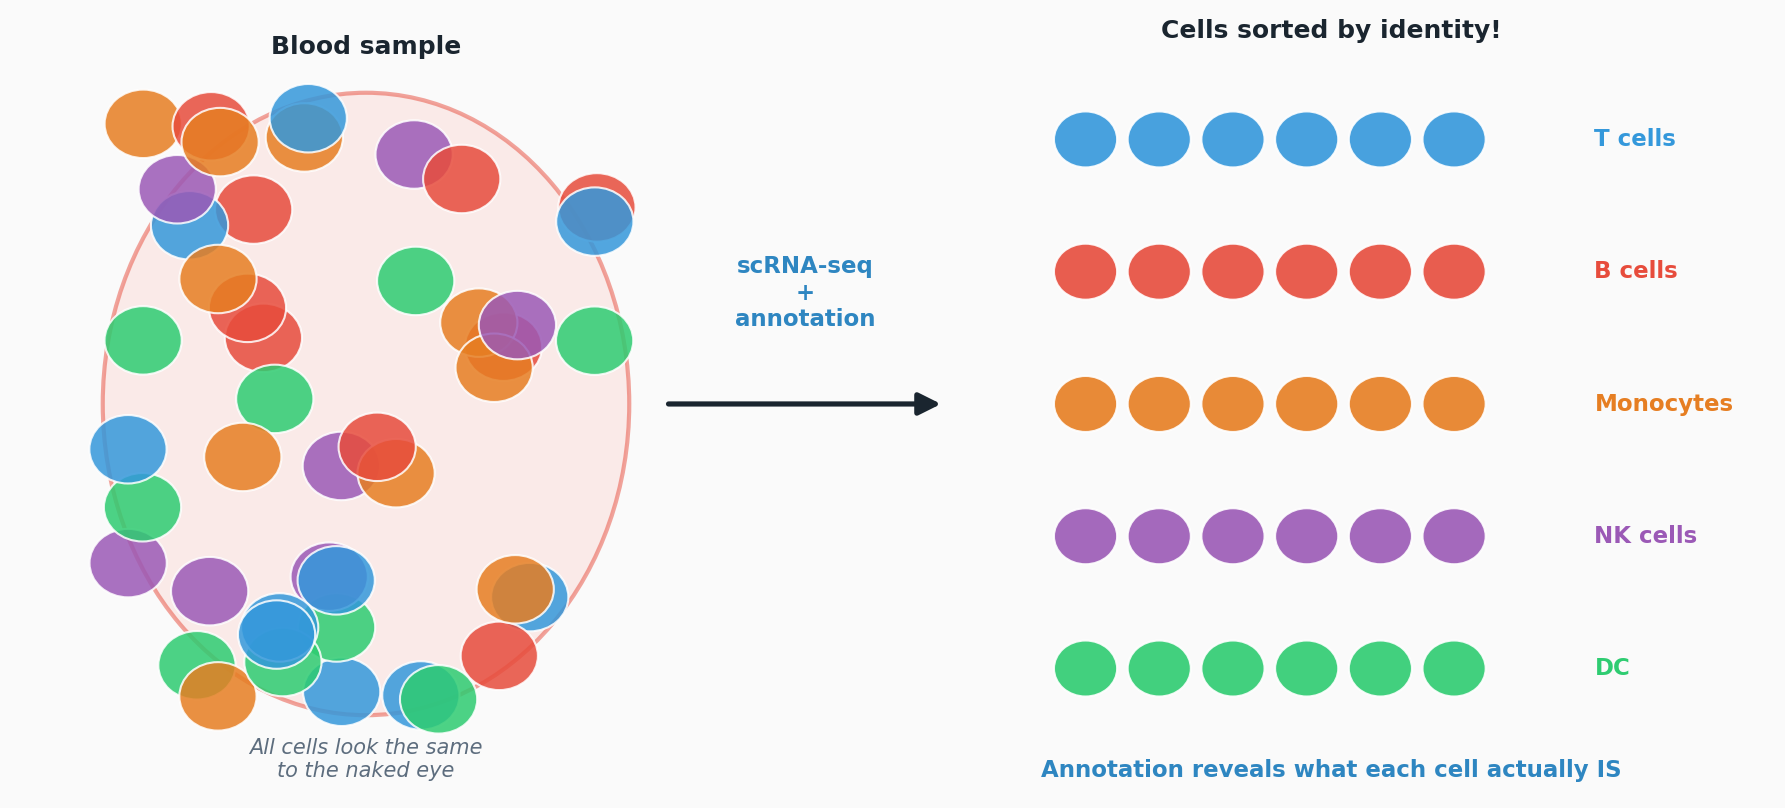 Blood sample
All cells look the same
to the naked eye
scRNA-seq
+
annotation
Cells sorted by identity!
T cells
B cells
Monocytes
NK cells
DC
Annotation reveals what each cell actually IS